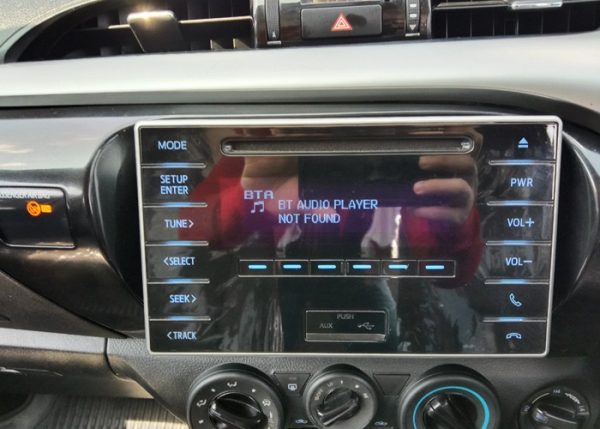 MODE
SETUP
ENTER
TUNE>
<SELECT
SEEK>
<TRACK
BTA
BT AUDIO PLAYER
NOT FOUND
PUSH
AUX
PWR
VOL+
VOL-